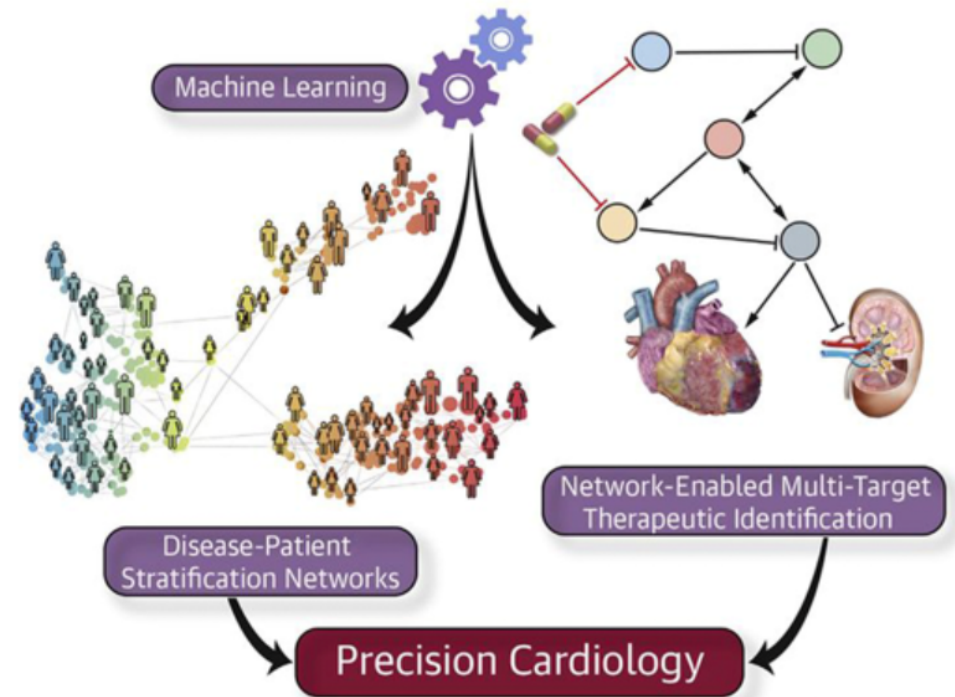 Machine Learning
Network-Enabled Multi-Target
Therapeutic Identification
Disease-Patient
Stratification Networks
Precision Cardiology